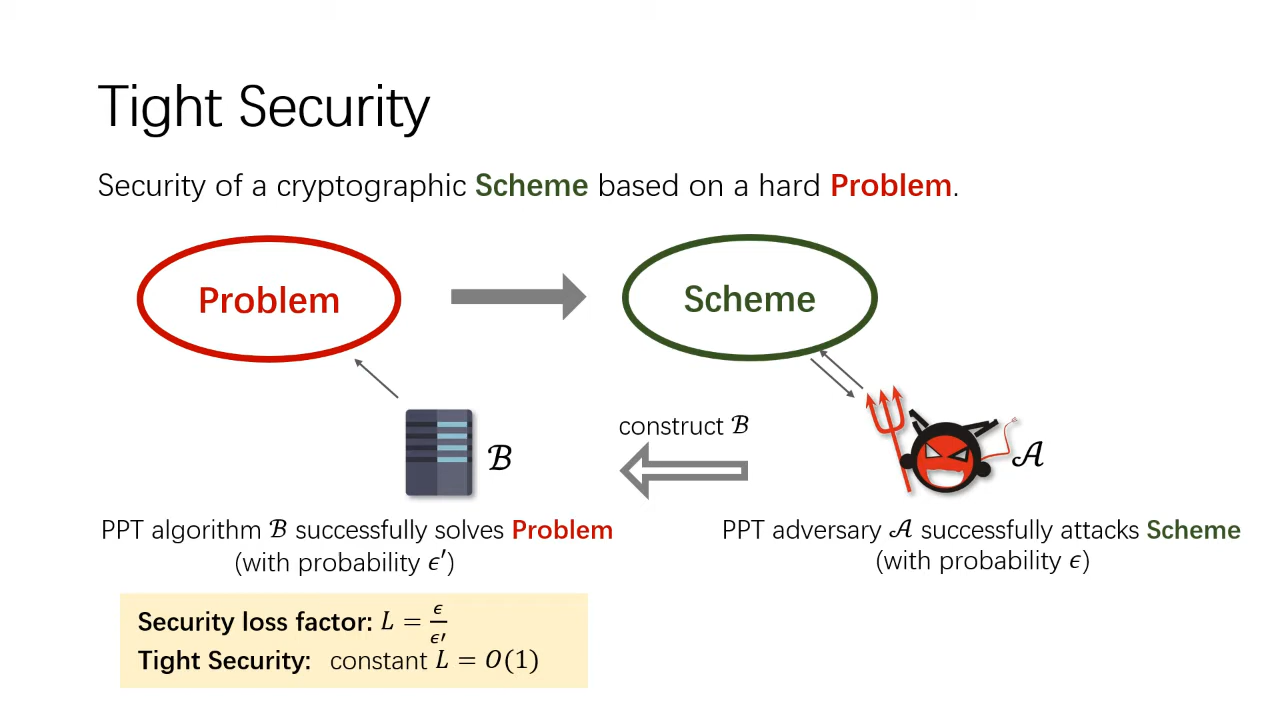 Tight Security
Security of a cryptographic Scheme based on a hard Problem.
Problem
Scheme
construct ℬ
ℬ
𝒜
PPT algorithm ℬ successfully solves Problem
(with probability ϵ′)
PPT adversary 𝒜 successfully attacks Scheme
(with probability ϵ)
Security loss factor: L = ϵ/ϵ′
Tight Security: constant L = O(1)